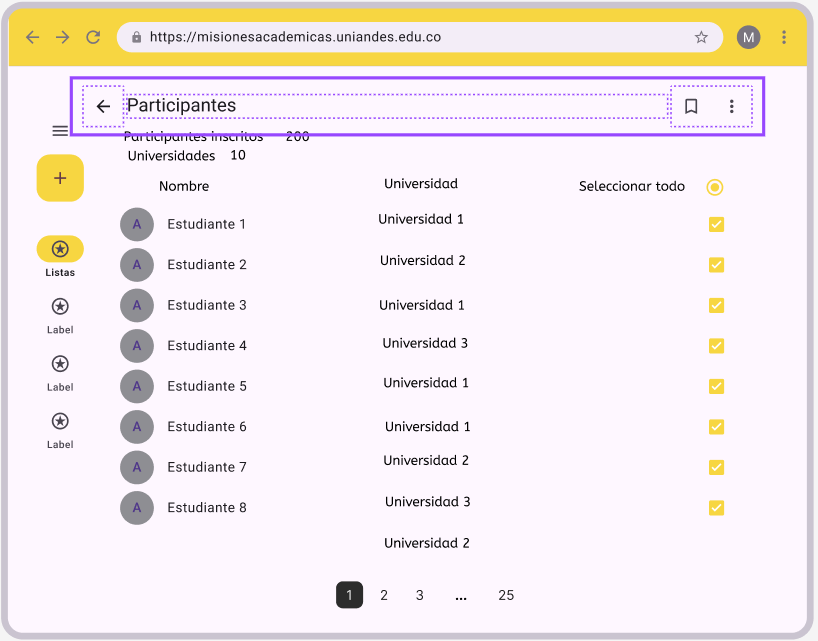 https://misionesacademicas.uniandes.edu.co
M
Participantes
Participantes inscritos 200
Universidades 10
Nombre Universidad Seleccionar todo
A Estudiante 1 Universidad 1
A Estudiante 2 Universidad 2
A Estudiante 3 Universidad 1
A Estudiante 4 Universidad 3
A Estudiante 5 Universidad 1
A Estudiante 6 Universidad 1
A Estudiante 7 Universidad 2
A Estudiante 8 Universidad 3
Universidad 2
Listas
Label
Label
Label
1 2 3 ... 25